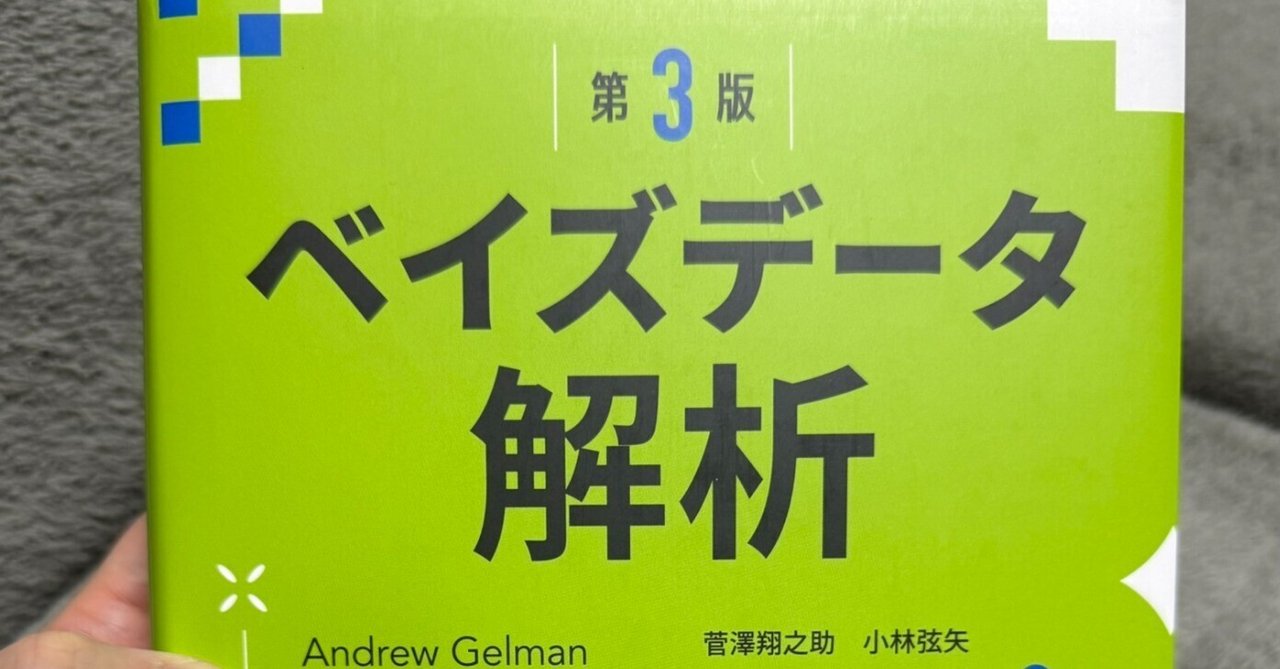 第3版
ベイズデータ
解析
Andrew Gelman
菅澤翔之助 小林弦矢